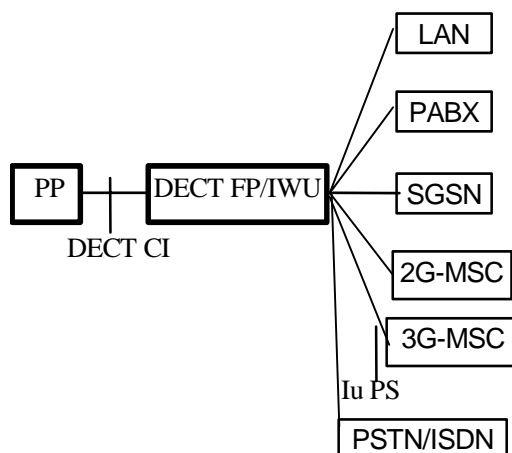 LAN
PABX
PP
DECT FP/IWU
SGSN
DECT CI
2G-MSC
3G-MSC
Iu PS
PSTN/ISDN